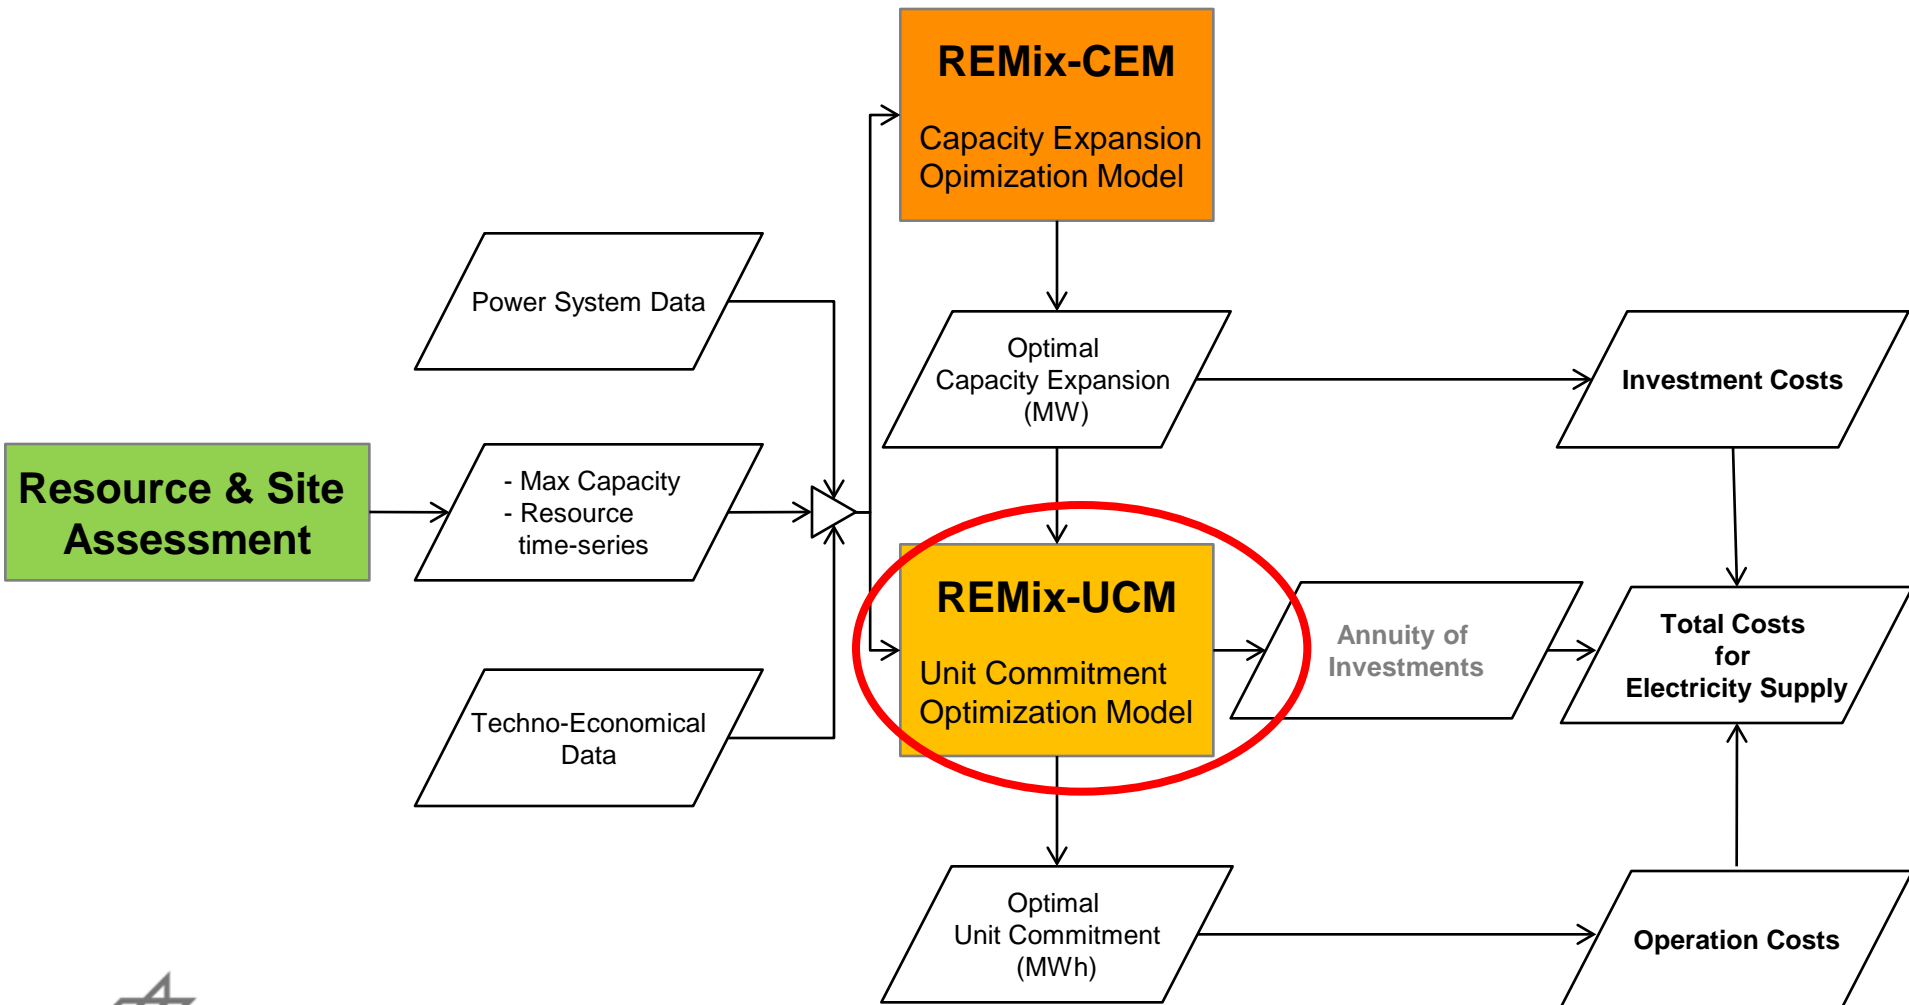 REMix-CEM
Capacity Expansion
Opimization Model
Power System Data
Optimal
Capacity Expansion
(MW)
Investment Costs
Resource & Site
Assessment
- Max Capacity
- Resource
time-series
REMix-UCM
Unit Commitment
Optimization Model
Annuity of
Investments
Total Costs
for
Electricity Supply
Techno-Economical
Data
Optimal
Unit Commitment
(MWh)
Operation Costs